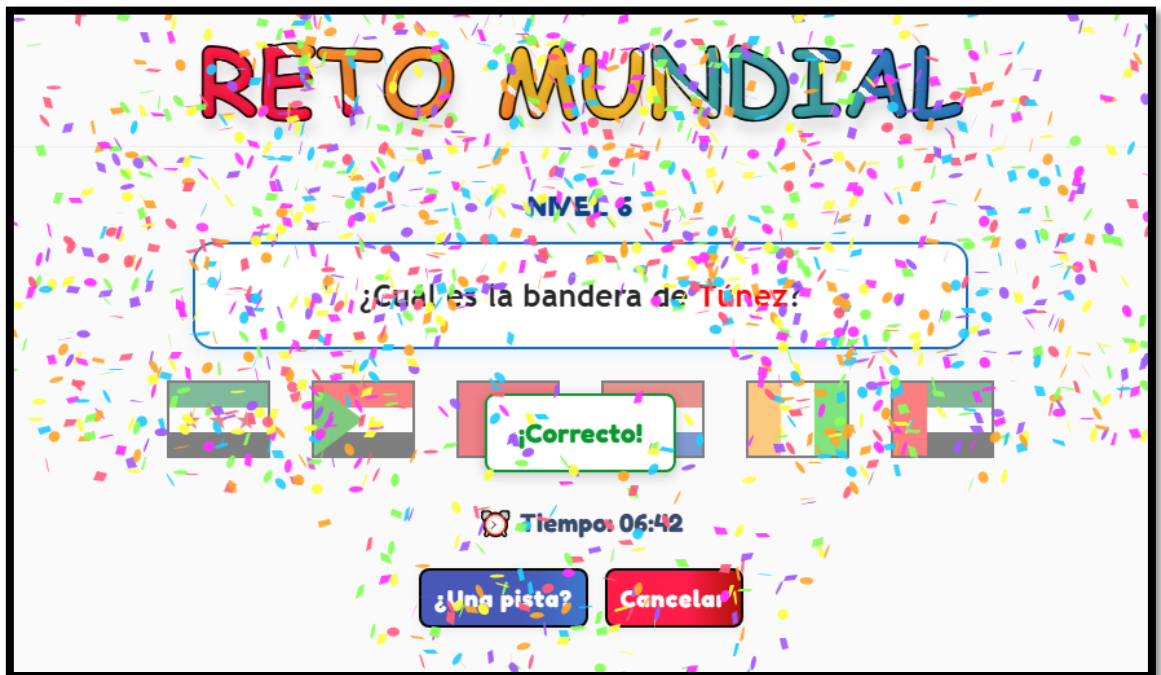 RETO MUNDIAL
NIVEL 6
¿Cuál es la bandera de Túnez?
¡Correcto!
Tiempo: 06:42
¿Una pista?
Cancelar